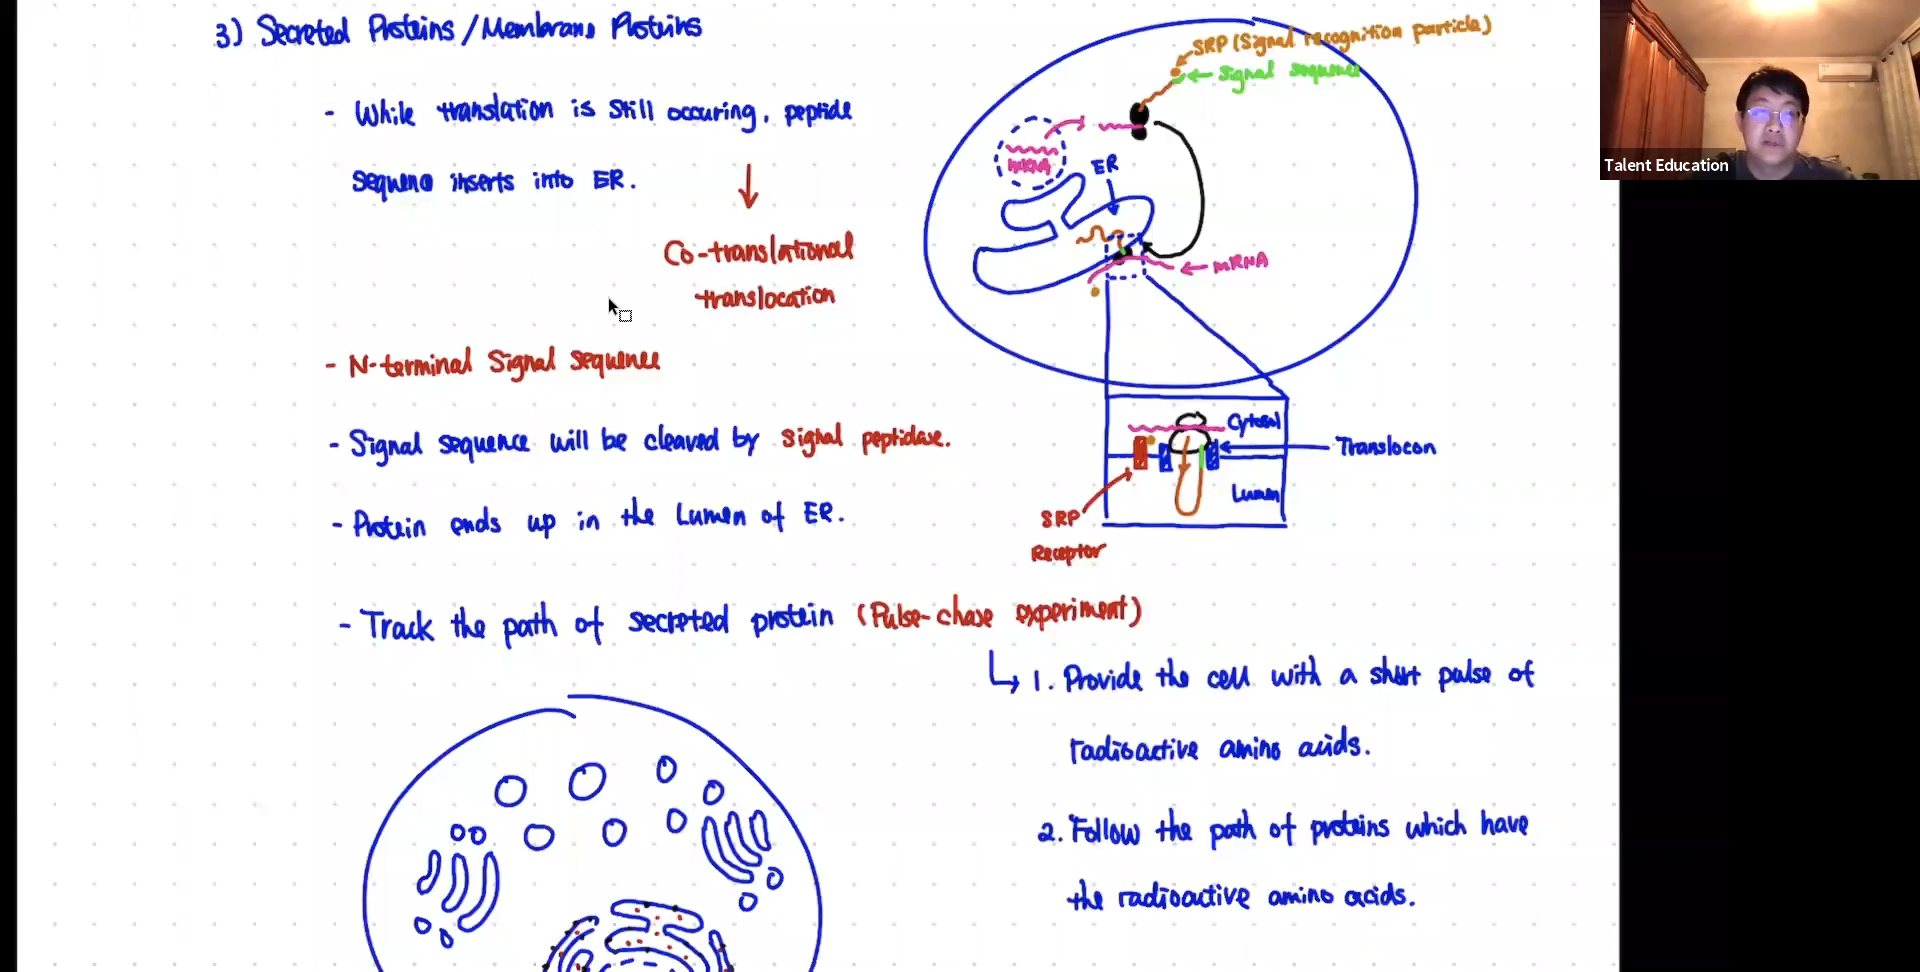 3) Secreted Proteins/Membrane Proteins
- While translation is still occuring, peptide
sequence inserts into ER.
Co-translational
translocation
- N-terminal Signal sequence
- Signal sequence will be cleaved by signal peptidase.
- Protein ends up in the Lumen of ER.
- Track the path of secreted protein (Pulse-chase experiment)
1. Provide the cell with a short pulse of
radioactive amino acids.
2. Follow the path of proteins which have
the radioactive amino acids.
SRP (Signal recognition particle)
Signal sequence
mRNA
ER
mRNA
Cytosol
Translocon
Lumen
SRP
Receptor
Talent Education